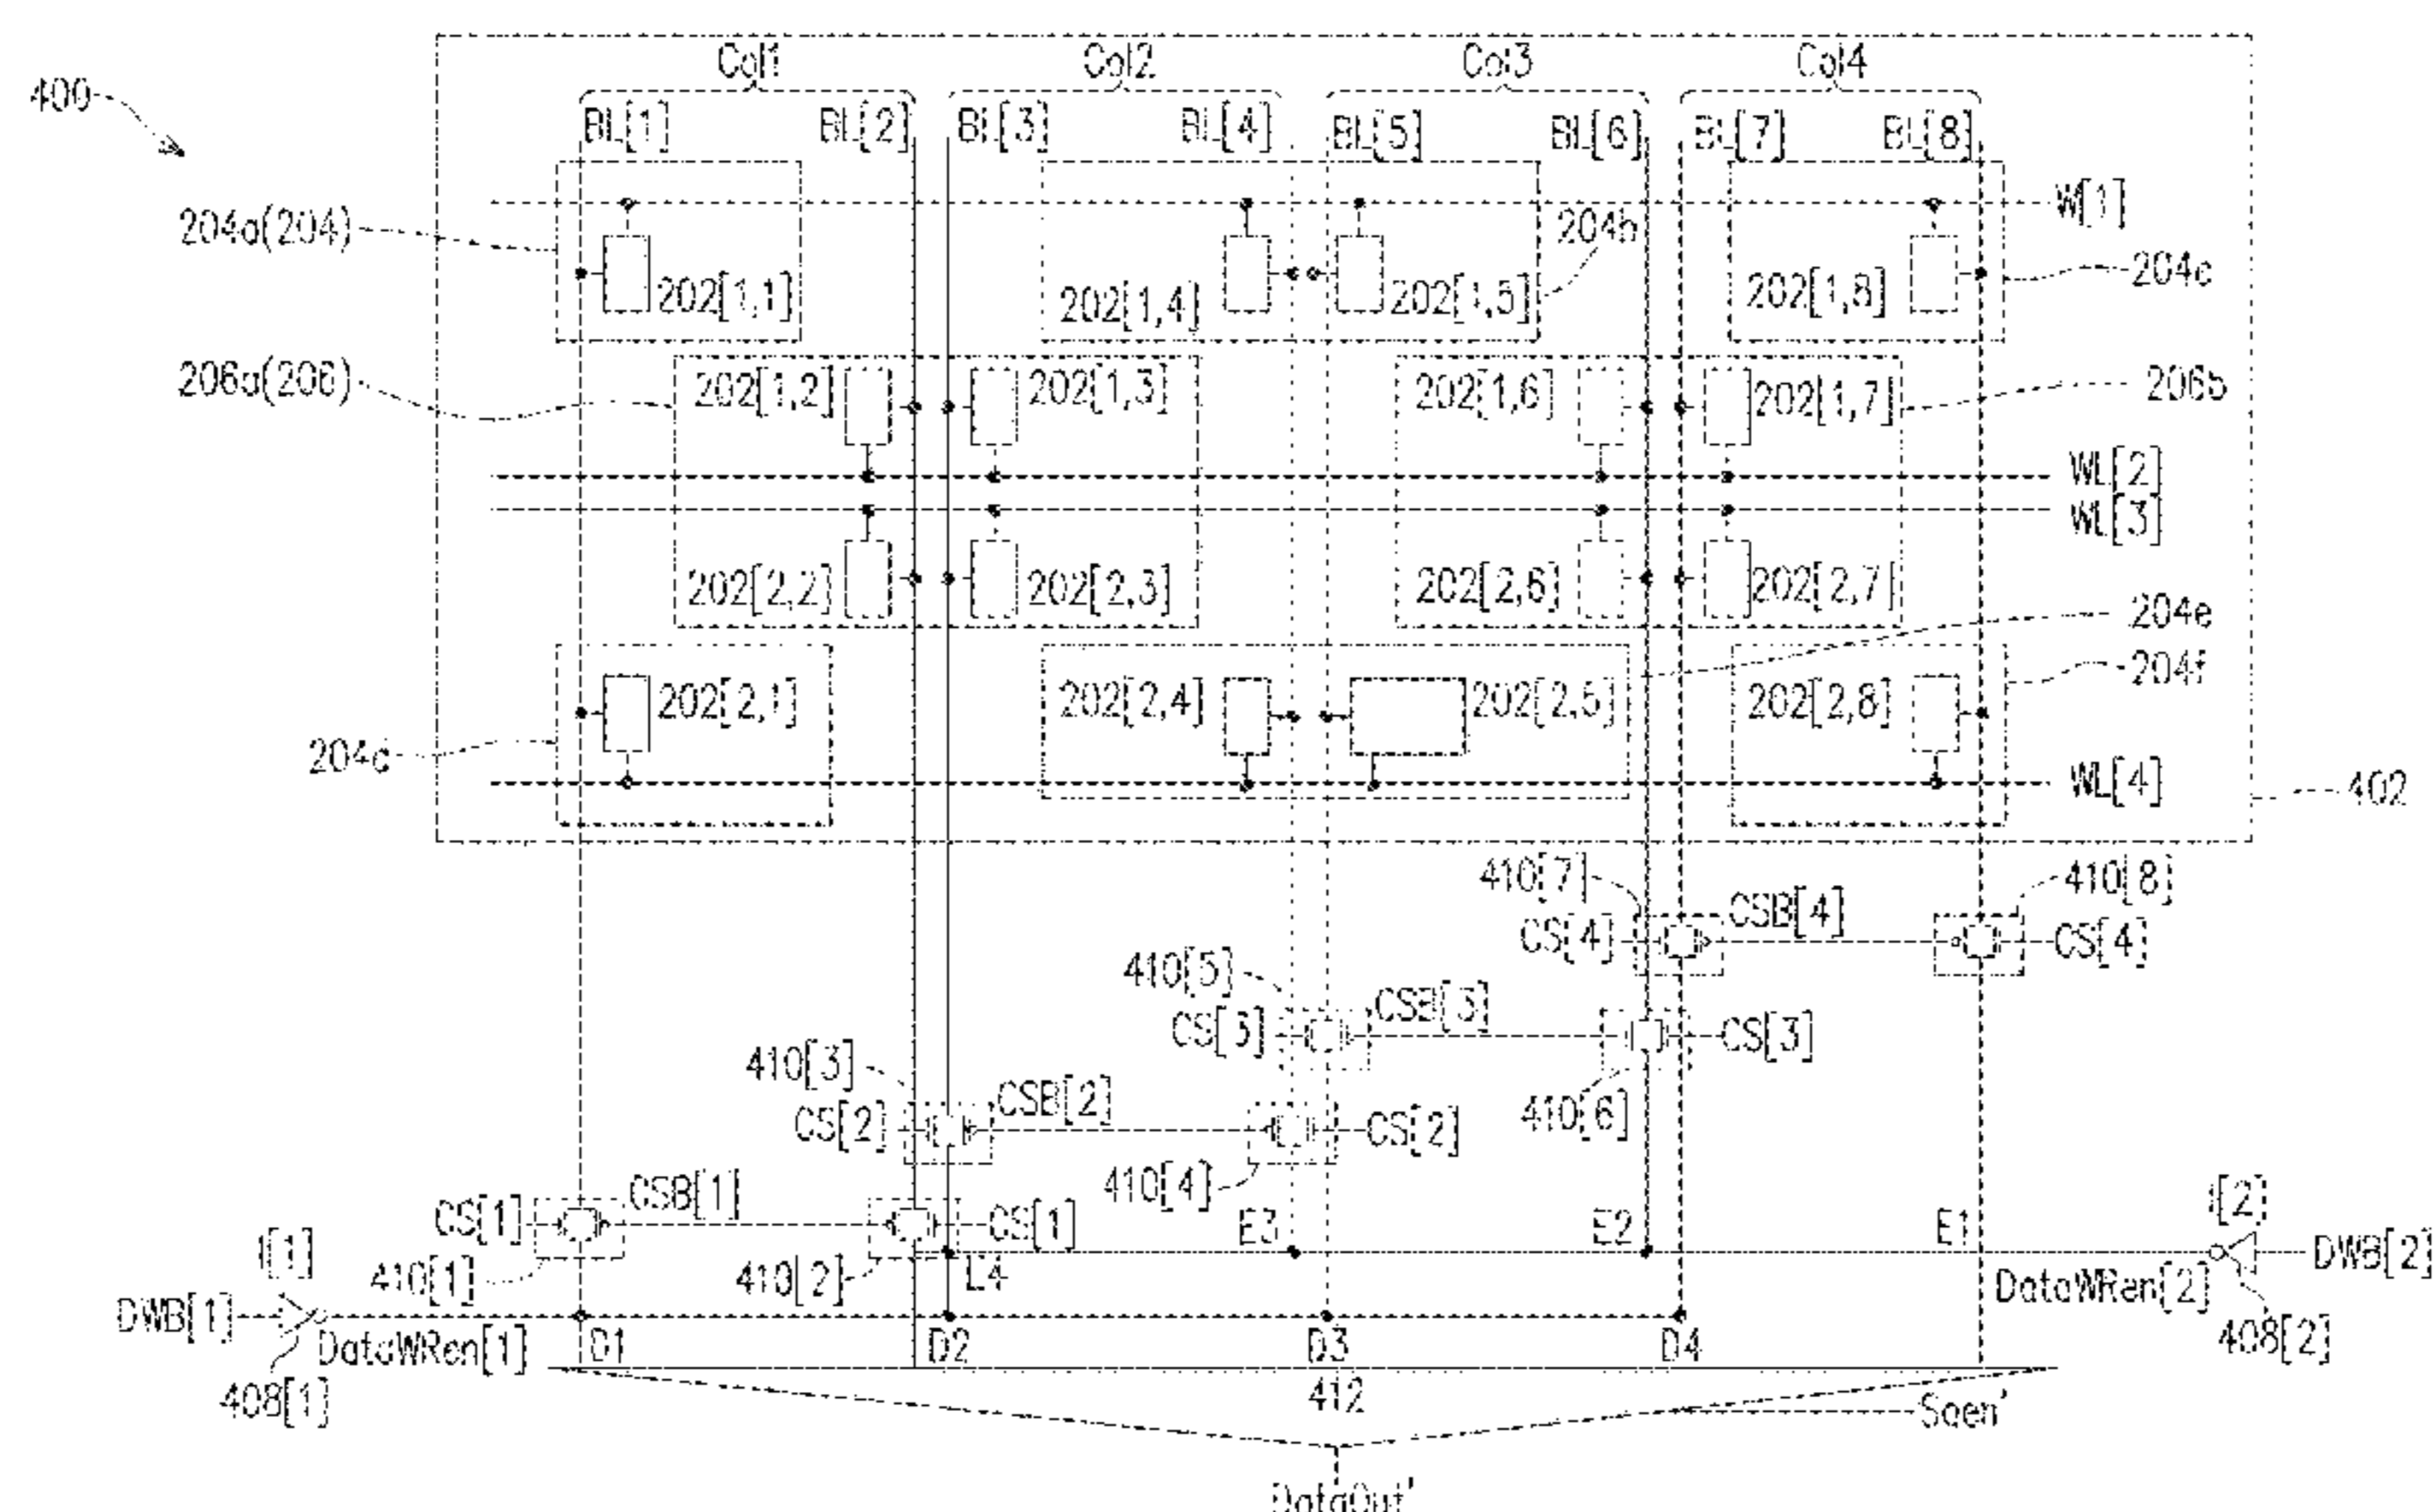 Col1 Col2 Col3 Col4
400
BL[1] BL[2] BL[3] BL[4] BL[5] BL[6] BL[7] BL[8]
W[1]
204a(204) 204b
204c
202[1,1] 202[1,4] 202[1,5] 202[1,8]
206a(206) 202[1,2] 202[1,3] 202[1,6] 202[1,7] 206b
WL[2]
WL[3]
202[2,2] 202[2,3] 202[2,6] 202[2,7]
204e
204f
202[2,1] 202[2,4] 202[2,5] 202[2,8]
204d
WL[4] 402
410[7] 410[8]
CS[4] CSB[4] CS[4]
410[5]
CS[3] CSB[3] CS[3]
410[3]
CS[2] CSB[2] CS[2]
410[6]
410[4]
CS[1] CSB[1] CS[1]
E3 E2 E1 I[2]
I[1]
410[1] 410[2] E4 DWB[2]
DataWRen[2]
DWB[1]
DataWRen[1] D1 D2 D3 D4 408[2]
408[1] 412
Saen'
DataOut'